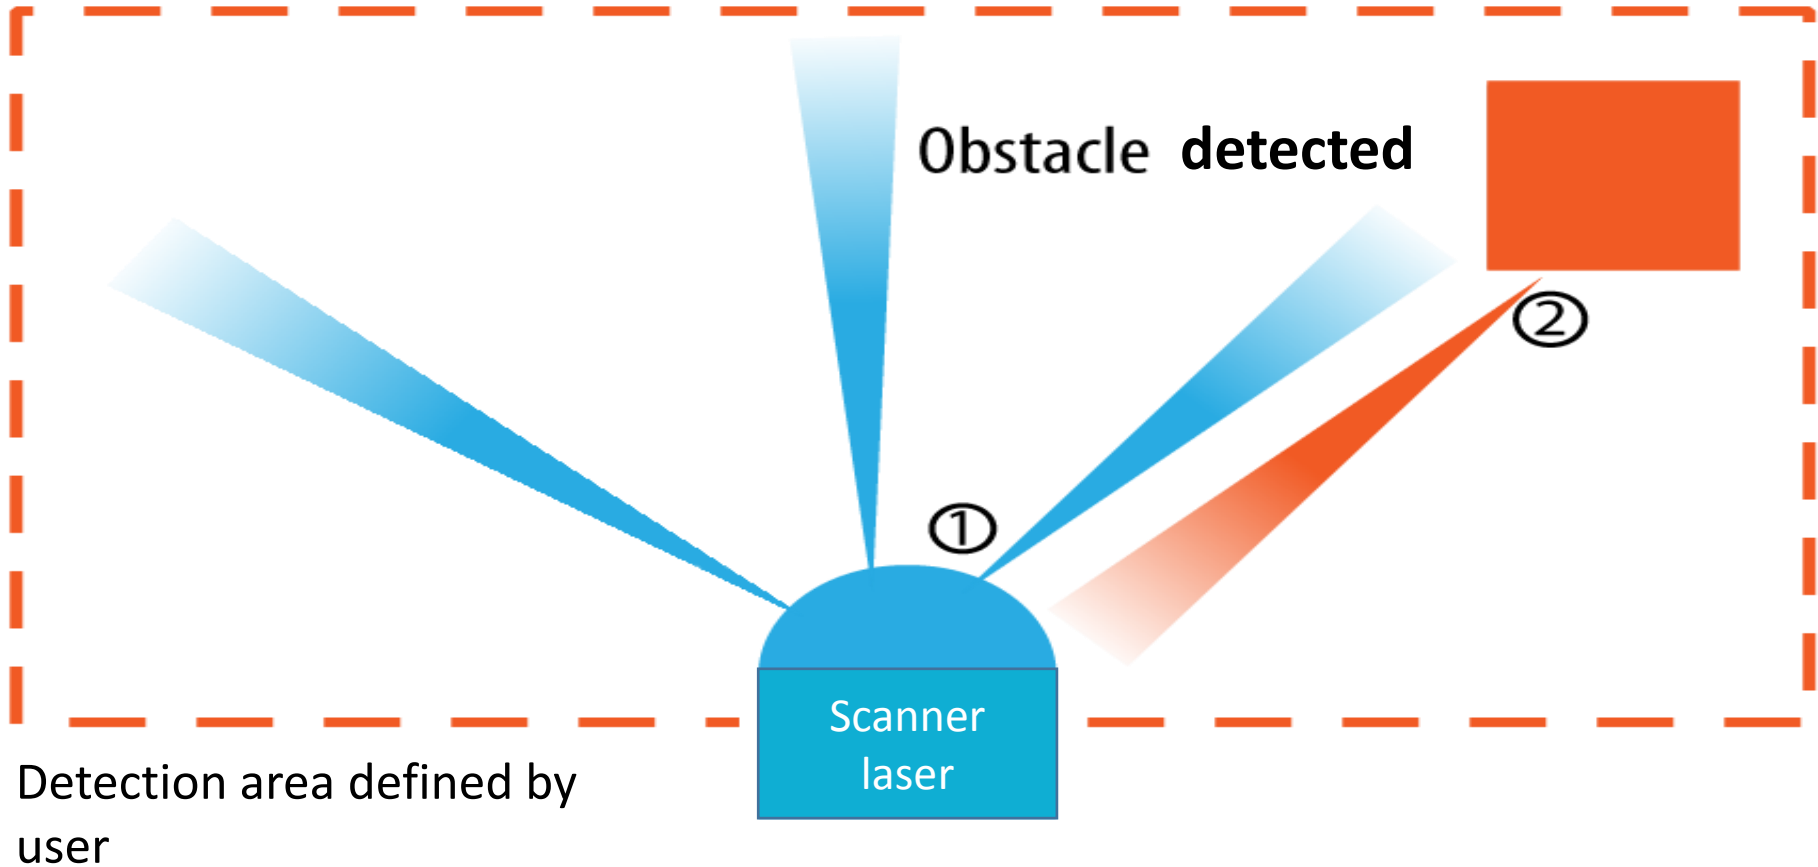 Obstacle detected
②
①
Scanner
laser
Detection area defined by
user